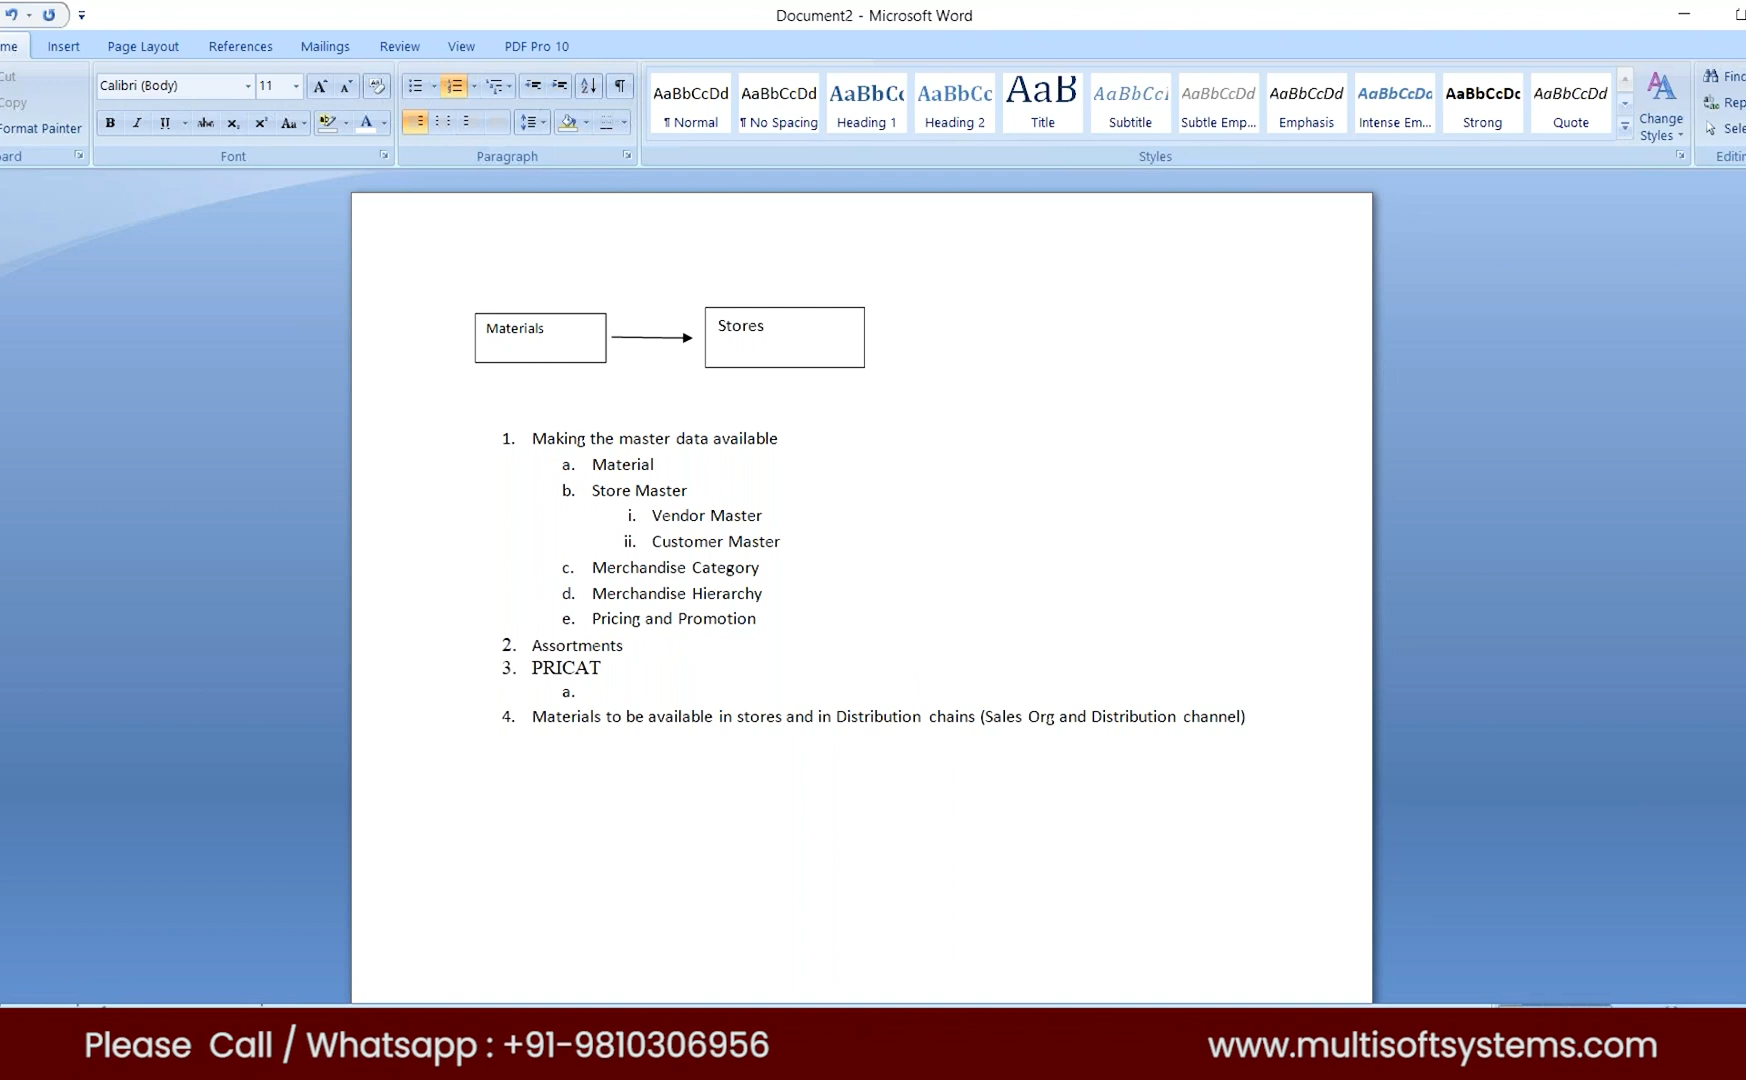 Document2 - Microsoft Word
me Insert Page Layout References Mailings Review View PDF Pro 10
Cut
Copy
Format Painter
Calibri (Body) 11
AaBbCcDd AaBbCcDd AaBbCc AaBbCc AaB AaBbCcl AaBbCcDd AaBbCcDd AaBbCcDd AaBbCcDc AaBbCcDd
¶ Normal ¶ No Spacing Heading 1 Heading 2 Title Subtitle Subtle Emp... Emphasis Intense Em... Strong Quote
Change
Styles
Find
Rep
Sele
ard Font Paragraph Styles Editin
Materials
Stores
1. Making the master data available
a. Material
b. Store Master
i. Vendor Master
ii. Customer Master
c. Merchandise Category
d. Merchandise Hierarchy
e. Pricing and Promotion
2. Assortments
3. PRICAT
a.
4. Materials to be available in stores and in Distribution chains (Sales Org and Distribution channel)
Please Call / Whatsapp : +91-9810306956
www.multisoftsystems.com